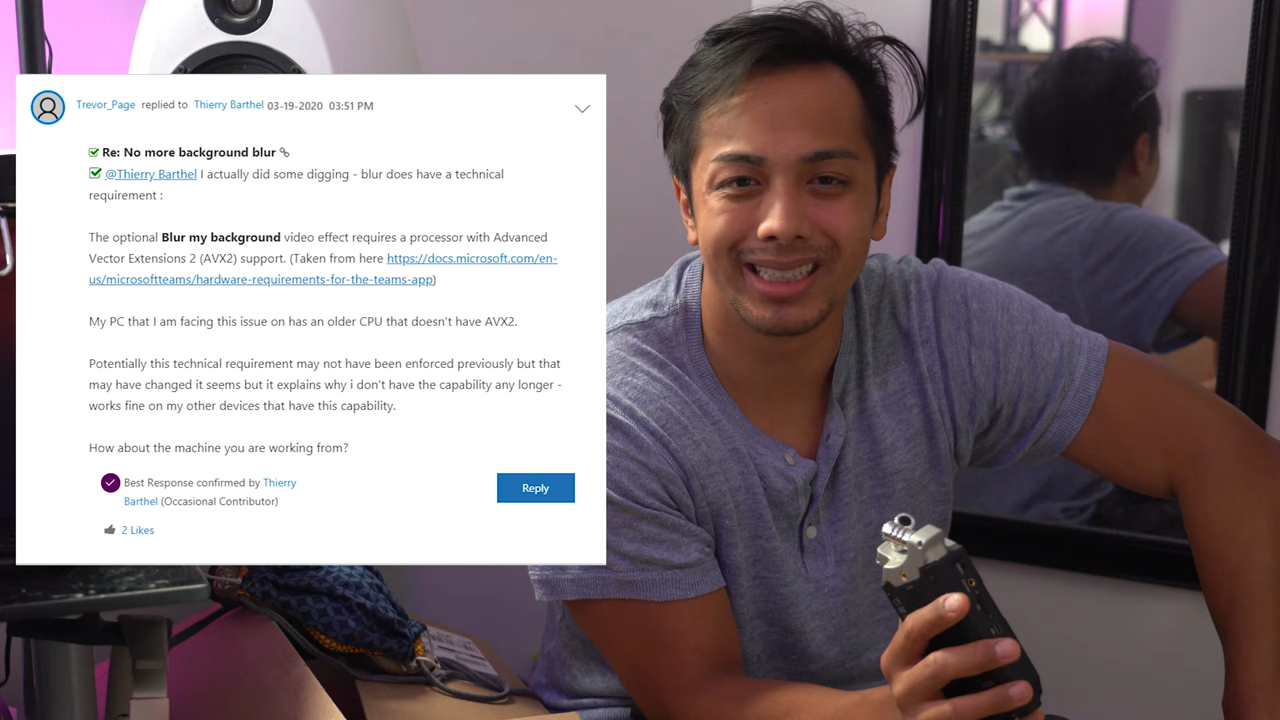 Trevor_Page replied to Thierry Barthel 03-19-2020 03:51 PM
Re: No more background blur
@Thierry Barthel I actually did some digging - blur does have a technical
requirement :
The optional Blur my background video effect requires a processor with Advanced
Vector Extensions 2 (AVX2) support. (Taken from here https://docs.microsoft.com/en-
us/microsoftteams/hardware-requirements-for-the-teams-app)
My PC that I am facing this issue on has an older CPU that doesn't have AVX2.
Potentially this technical requirement may not have been enforced previously but that
may have changed it seems but it explains why i don't have the capability any longer -
works fine on my other devices that have this capability.
How about the machine you are working from?
Best Response confirmed by Thierry
Barthel (Occasional Contributor)
Reply
2 Likes